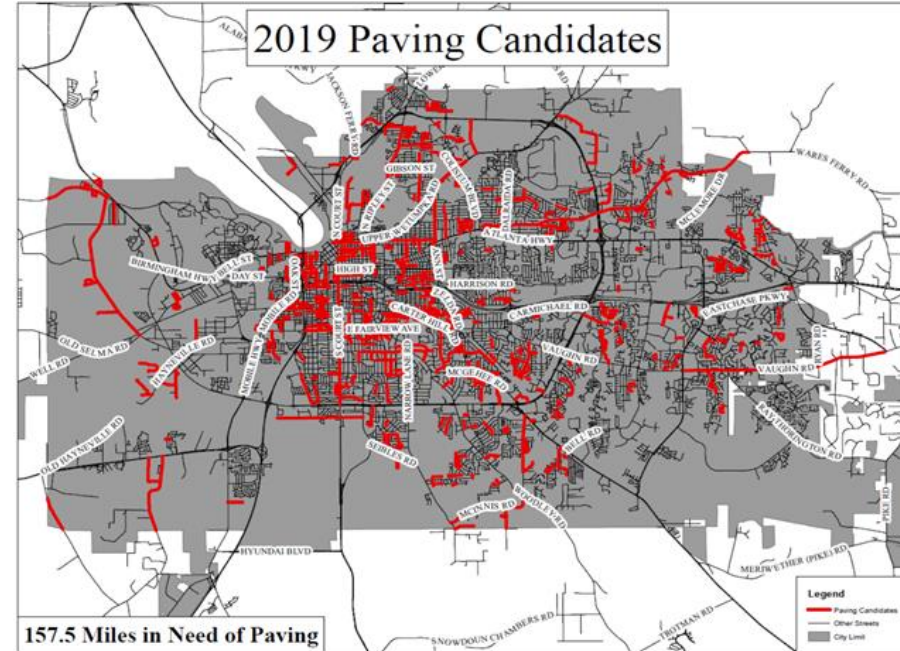 2019 Paving Candidates
JACKSON FERRY
WARES FERRY RD
GIBSON ST
COLISEUM BLVD
DALRAIDA RD
MCLEMORE DR
N COURT ST
N RIPLEY ST
UPPER WETUMPKA RD
ATLANTA HWY
ANN ST
BIRMINGHAM HWY
BELL ST
DAY ST
HIGH ST
OAK ST
HARRISON RD
MOBILE RD
CARTER HILL RD
CARMICHAEL RD
EASTCHASE PKWY
E FAIRVIEW AVE
S COURT ST
OLD SELMA RD
WELL RD
HAYNEVILLE RD
MOBILE HWY
NARROW LANE RD
MCGEHEE RD
VAUGHN RD
VAUGHN RD
RYAN RD
RAY THORINGTON RD
OLD HAYNEVILLE RD
SEIBLES RD
BELL RD
MCINNIS RD
WOODLEY RD
PIKE RD
HYUNDAI BLVD
MERIWETHER (PIKE) RD
SNOWDOUN CHAMBERS RD
TROTMAN RD
157.5 Miles in Need of Paving
Legend
Paving Candidates
Other Streets
City Limit